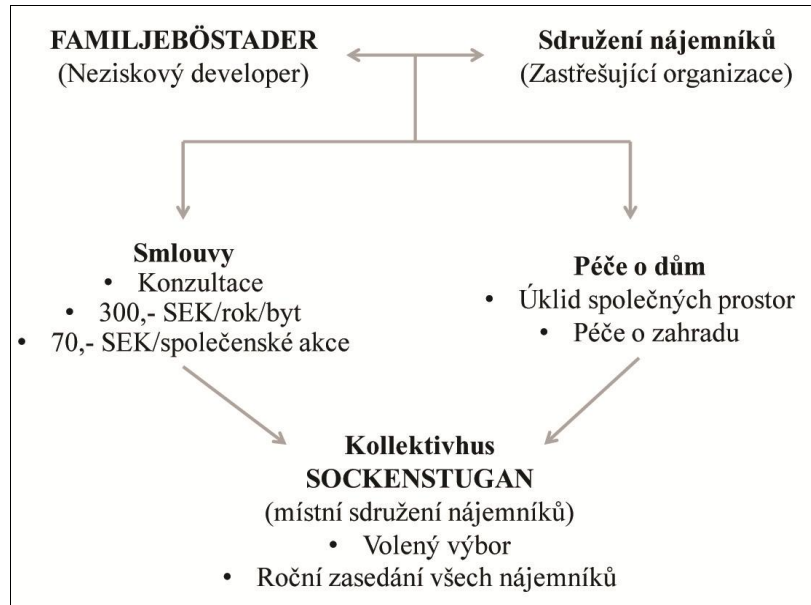 FAMILJEBÖSTADER
(Neziskový developer)
Sdružení nájemníků
(Zastřešující organizace)
Smlouvy
• Konzultace
• 300,- SEK/rok/byt
• 70,- SEK/společenské akce
Péče o dům
• Úklid společných prostor
• Péče o zahradu
Kollektivhus
SOCKENSTUGAN
(místní sdružení nájemníků)
• Volený výbor
• Roční zasedání všech nájemníků